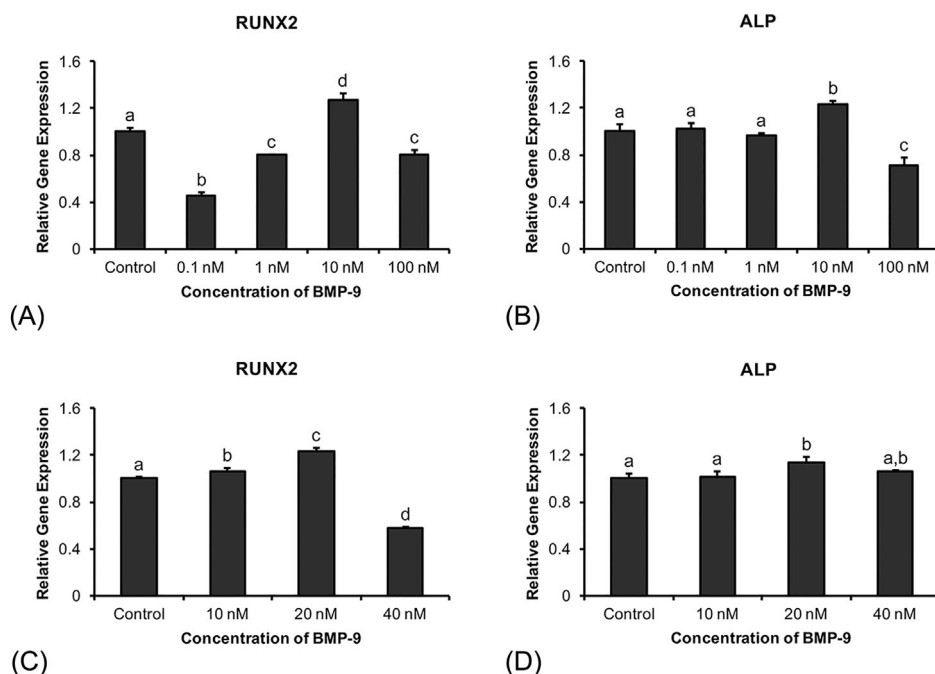 RUNX2
Relative Gene Expression
1.6
1.2
0.8
0.4
0
a
b
c
d
c
Control 0.1 nM 1 nM 10 nM 100 nM
Concentration of BMP-9
(A)
ALP
Relative Gene Expression
1.6
1.2
0.8
0.4
0
a
a
a
b
c
Control 0.1 nM 1 nM 10 nM 100 nM
Concentration of BMP-9
(B)
RUNX2
Relative Gene Expression
1.6
1.2
0.8
0.4
0
a
b
c
d
Control 10 nM 20 nM 40 nM
Concentration of BMP-9
(C)
ALP
Relative Gene Expression
1.6
1.2
0.8
0.4
0
a
a
b
a,b
Control 10 nM 20 nM 40 nM
Concentration of BMP-9
(D)